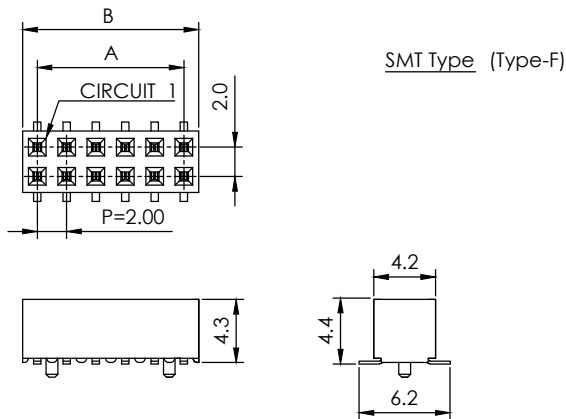 B
A
SMT Type (Type-F)
CIRCUIT 1
2.0
P=2.00
4.2
4.3
4.4
6.2